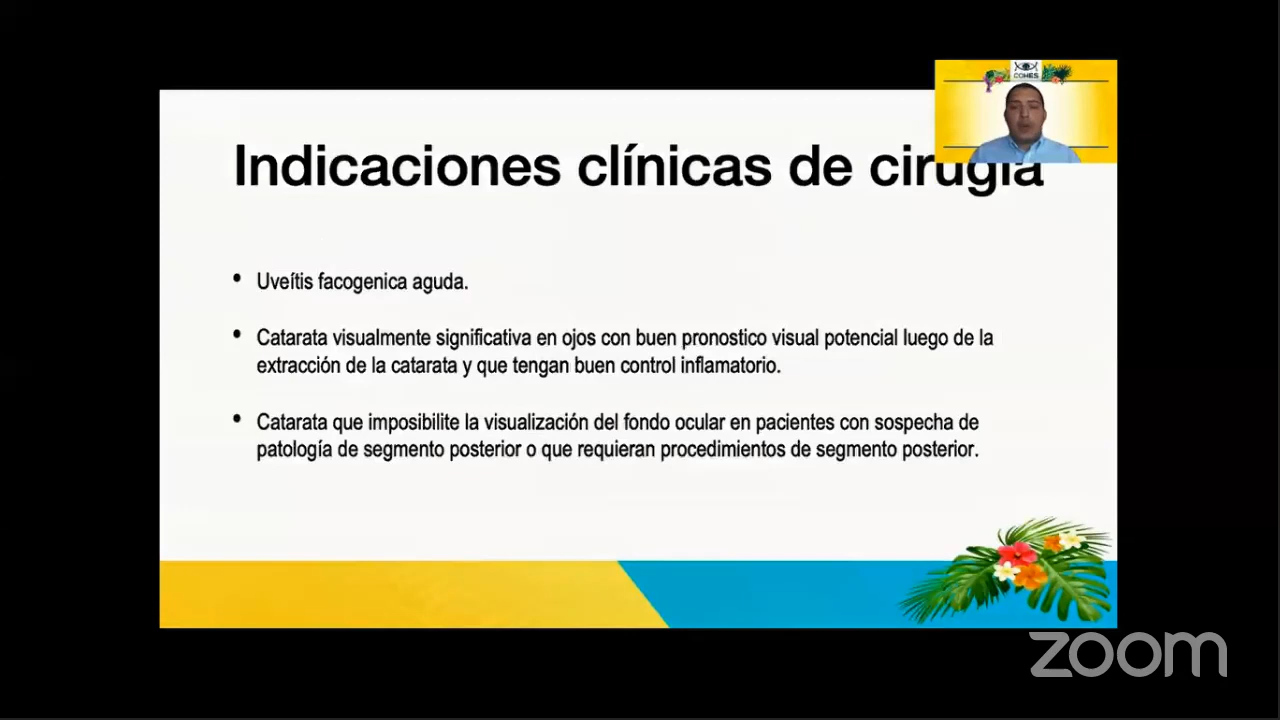 COMES
Indicaciones clínicas de cirugía
• Uveítis facogenica aguda.
• Catarata visualmente significativa en ojos con buen pronostico visual potencial luego de la
extracción de la catarata y que tengan buen control inflamatorio.
• Catarata que imposibilite la visualización del fondo ocular en pacientes con sospecha de
patología de segmento posterior o que requieran procedimientos de segmento posterior.
zoom